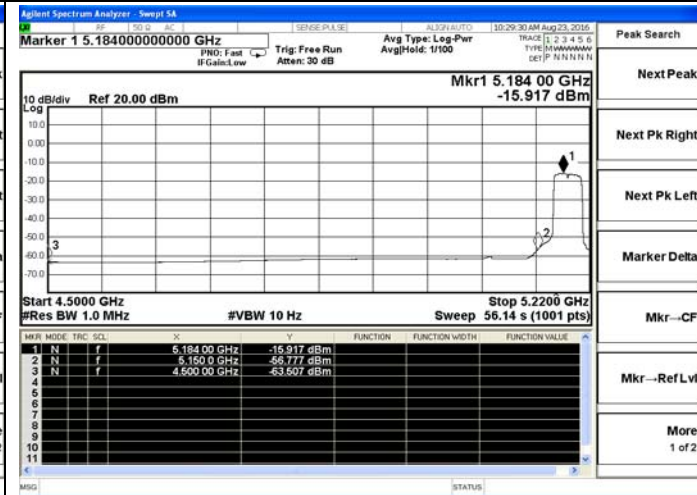 Agilent Spectrum Analyzer - Swept SA
RF 50 Ω AC SENSE:PULSE ALIGN AUTO 10:29:30 AM Aug 23, 2016
Marker 1 5.184000000000 GHz
PNO: Fast
IFGain:Low
Trig: Free Run
Atten: 30 dB
Avg Type: Log-Pwr
Avg|Hold: 1/100
TRACE 1 2 3 4 5 6
TYPE MWWWWW
DET P N N N N N
Mkr1 5.184 00 GHz
-15.917 dBm
10 dB/div Ref 20.00 dBm
Log
10.0
0.00
-10.0
-20.0
-30.0
-40.0
-50.0
-60.0
-70.0
1
2
3
Start 4.5000 GHz Stop 5.2200 GHz
#Res BW 1.0 MHz #VBW 10 Hz Sweep 56.14 s (1001 pts)
MKR MODE TRC SCL X Y FUNCTION FUNCTION WIDTH FUNCTION VALUE
1 N f 5.184 00 GHz -15.917 dBm
2 N f 5.150 0 GHz -56.777 dBm
3 N f 4.500 00 GHz -63.507 dBm
4
5
6
7
8
9
10
11
MSG STATUS
Peak Search
Next Peak
Next Pk Right
Next Pk Left
Marker Delta
Mkr→CF
Mkr→Ref Lvl
More
1 of 2